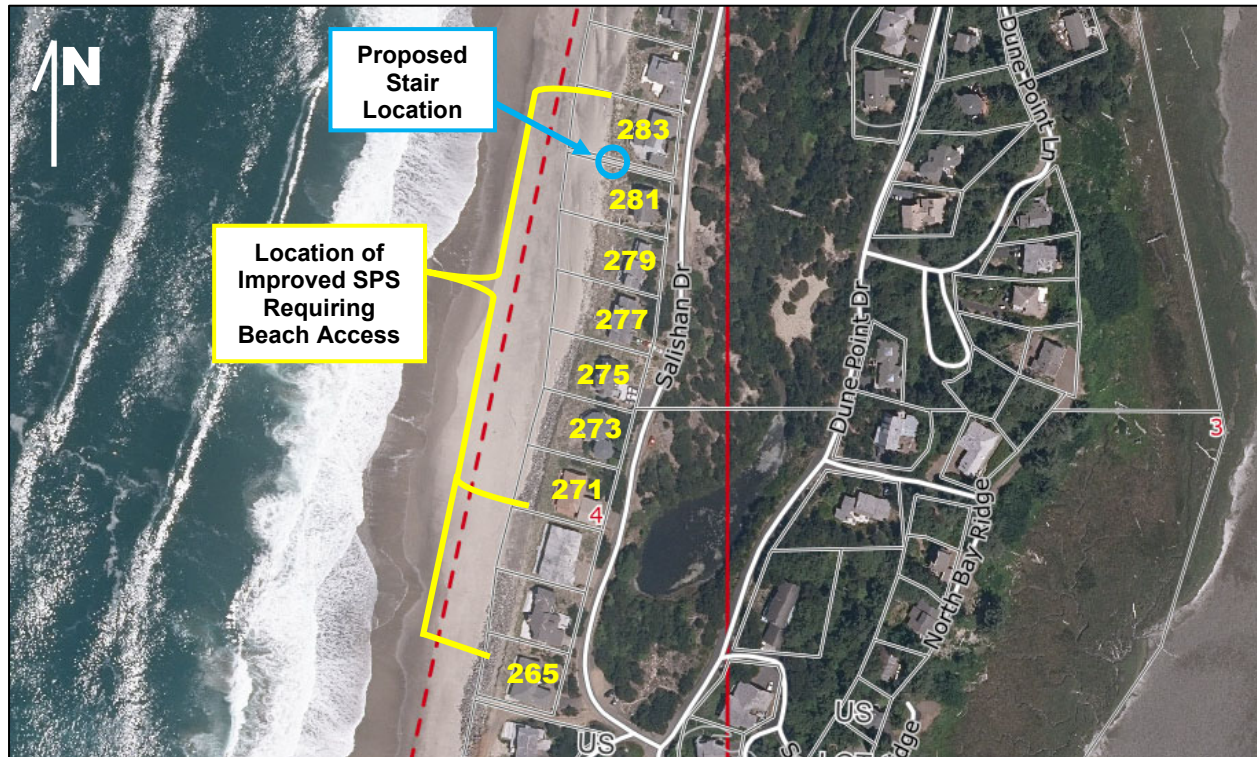 N
Proposed
Stair
Location
283
281
279
277
275
273
271
4
265
Location of
Improved SPS
Requiring
Beach Access
Salishan Dr
Dune Point Dr
Dune Point Ln
North Bay Ridge
3
US
US